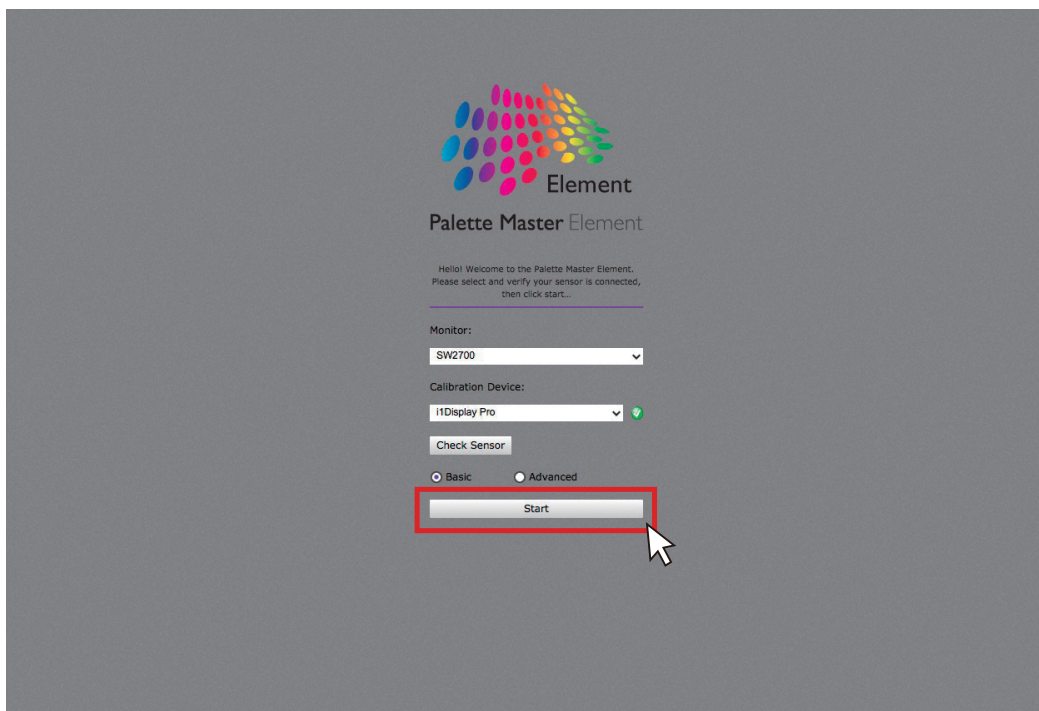 Element
Palette Master Element
Hello! Welcome to the Palette Master Element.
Please select and verify your sensor is connected,
then click start...
Monitor:
SW2700
Calibration Device:
i1Display Pro
Check Sensor
Basic Advanced
Start